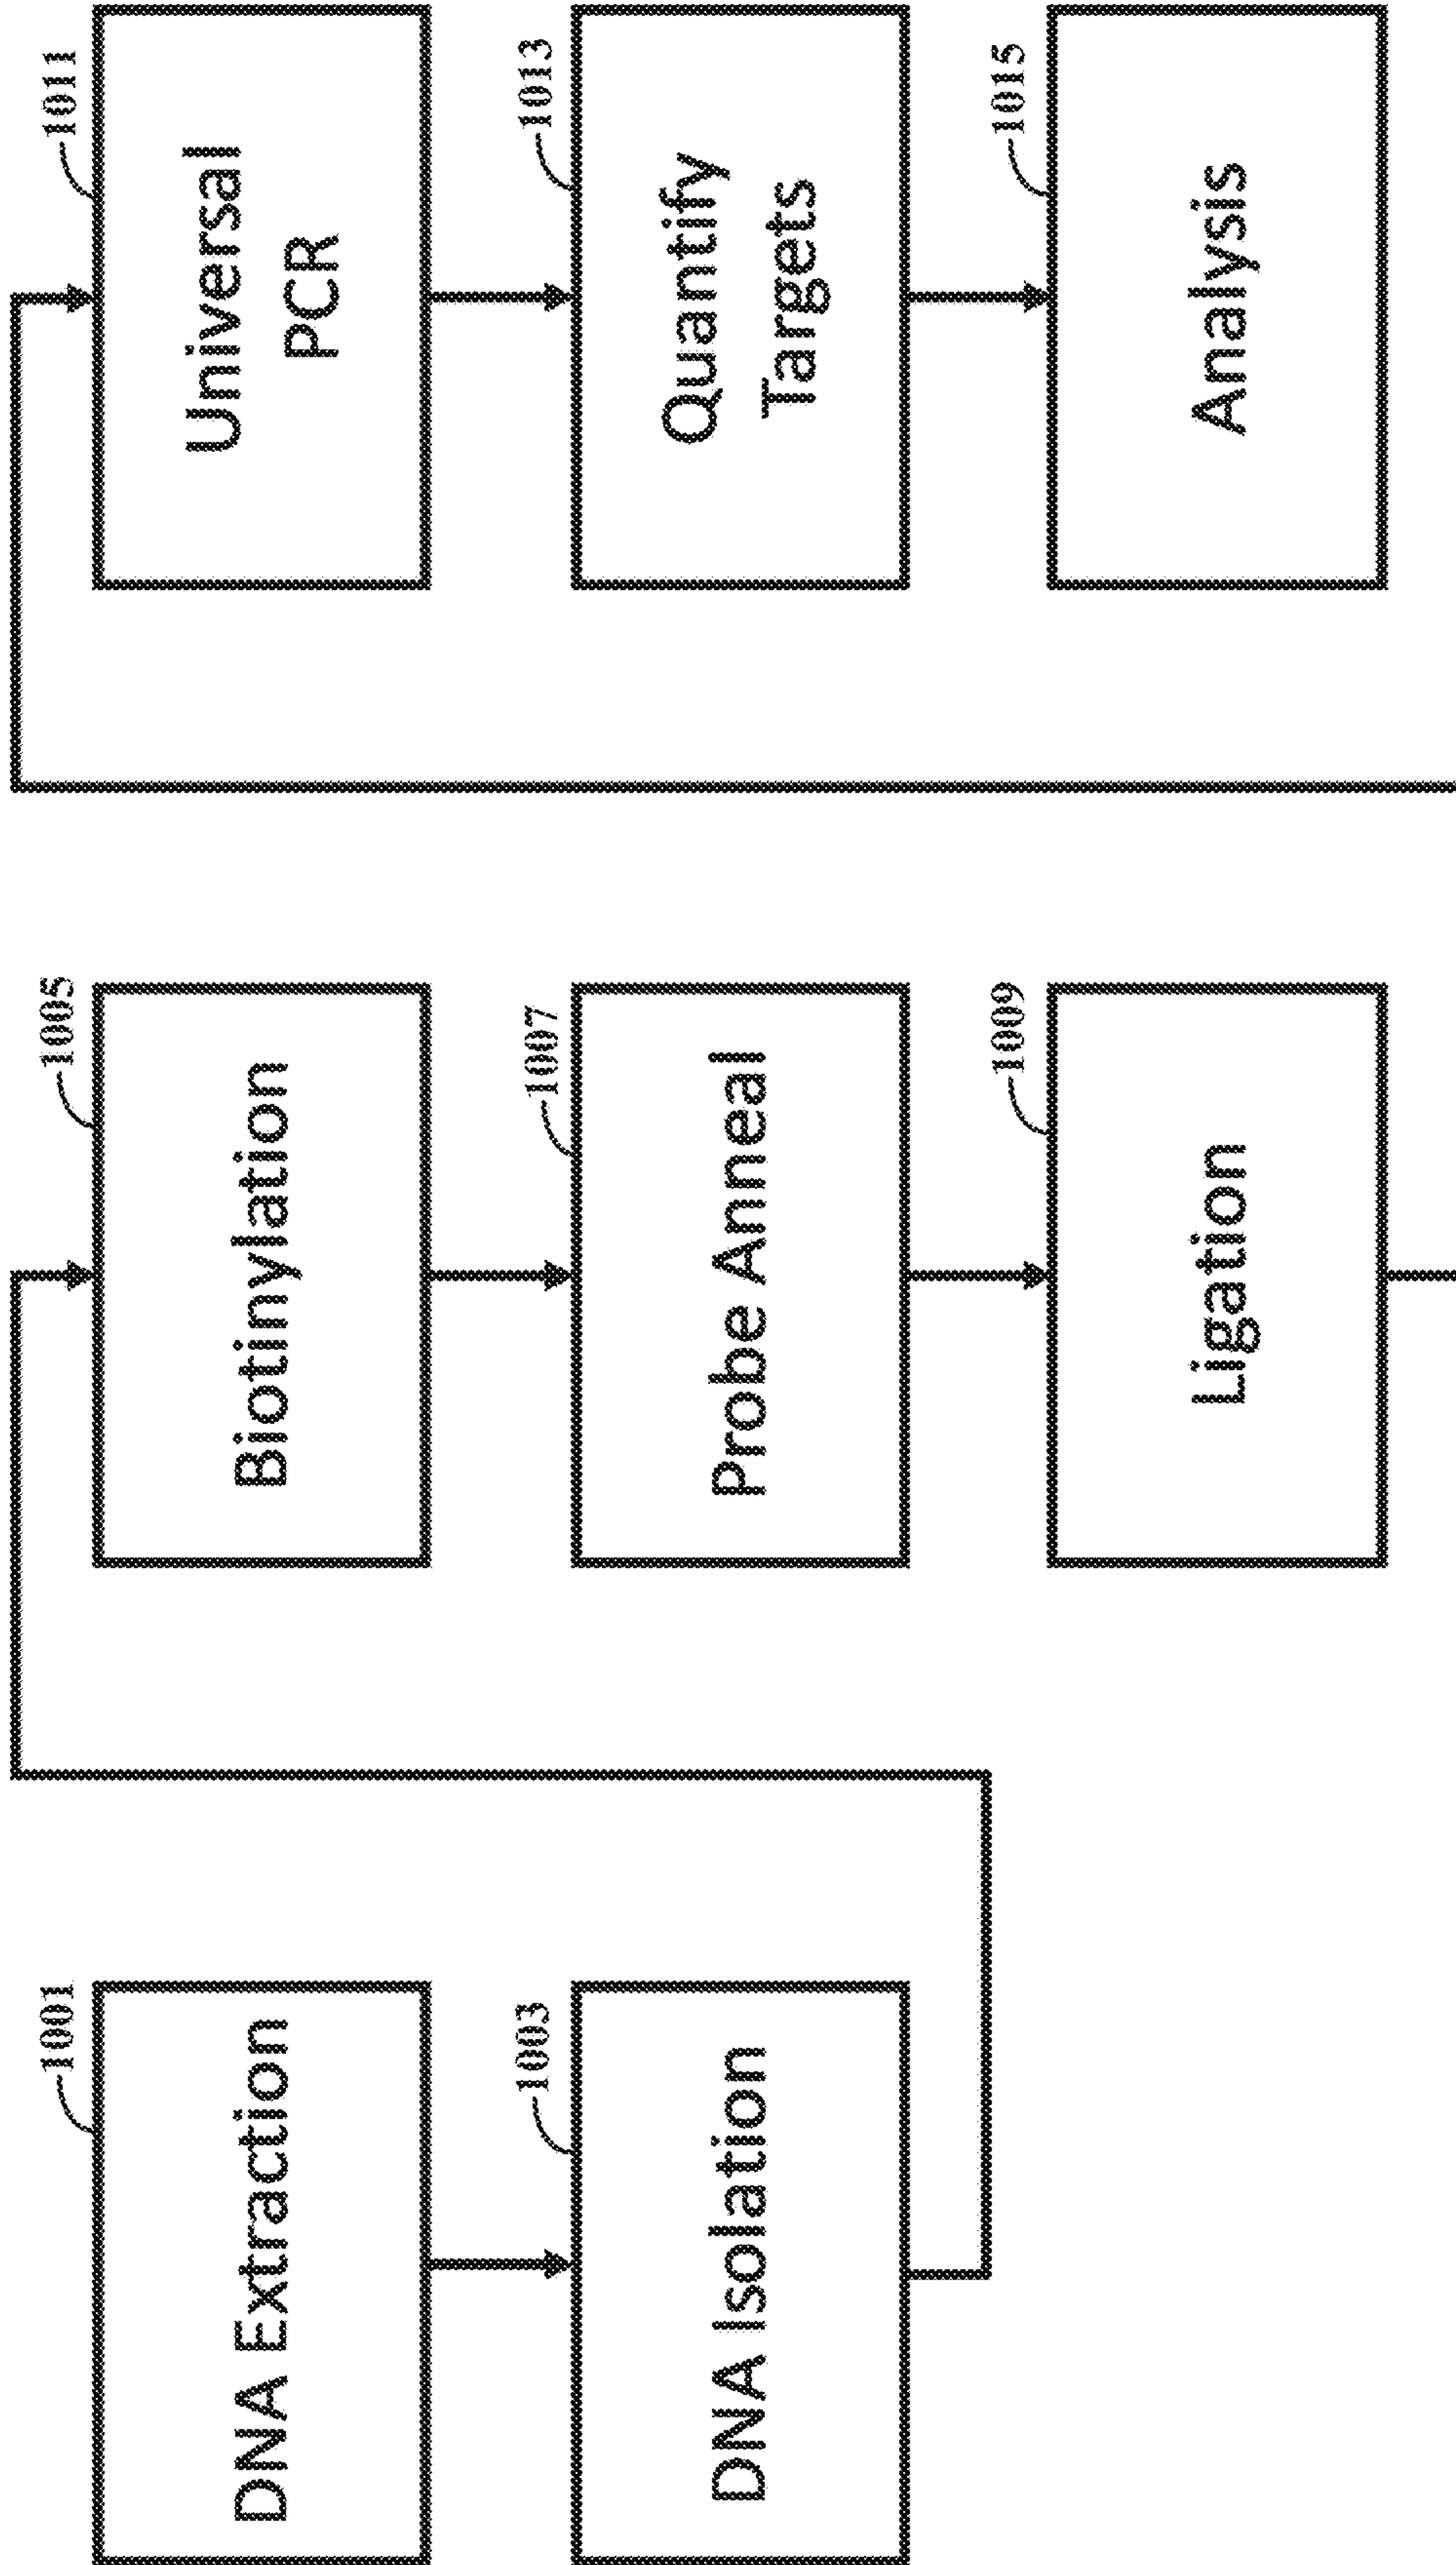 1001
DNA Extraction
1003
DNA Isolation
1005
Biotinylation
1007
Probe Anneal
1009
Ligation
1011
Universal
PCR
1013
Quantify
Targets
1015
Analysis